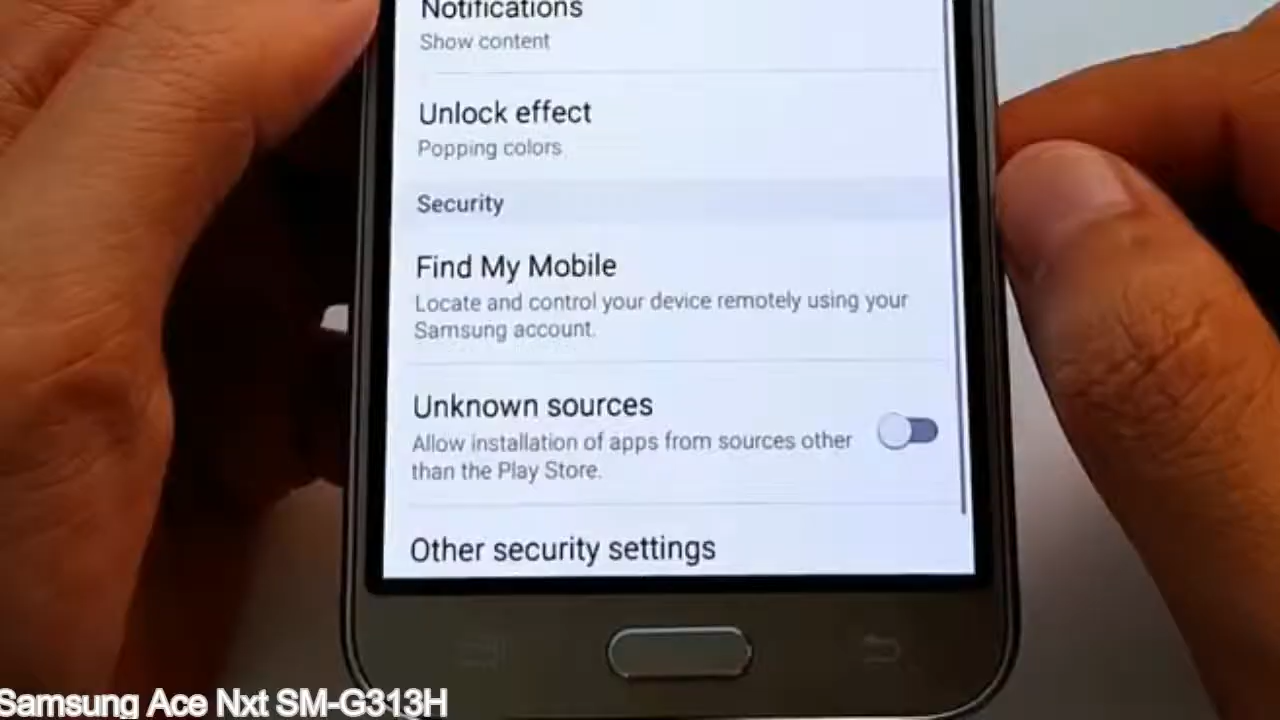 Notifications
Show content
Unlock effect
Popping colors
Security
Find My Mobile
Locate and control your device remotely using your
Samsung account.
Unknown sources
Allow installation of apps from sources other
than the Play Store.
Other security settings
Samsung Ace Nxt SM-G313H